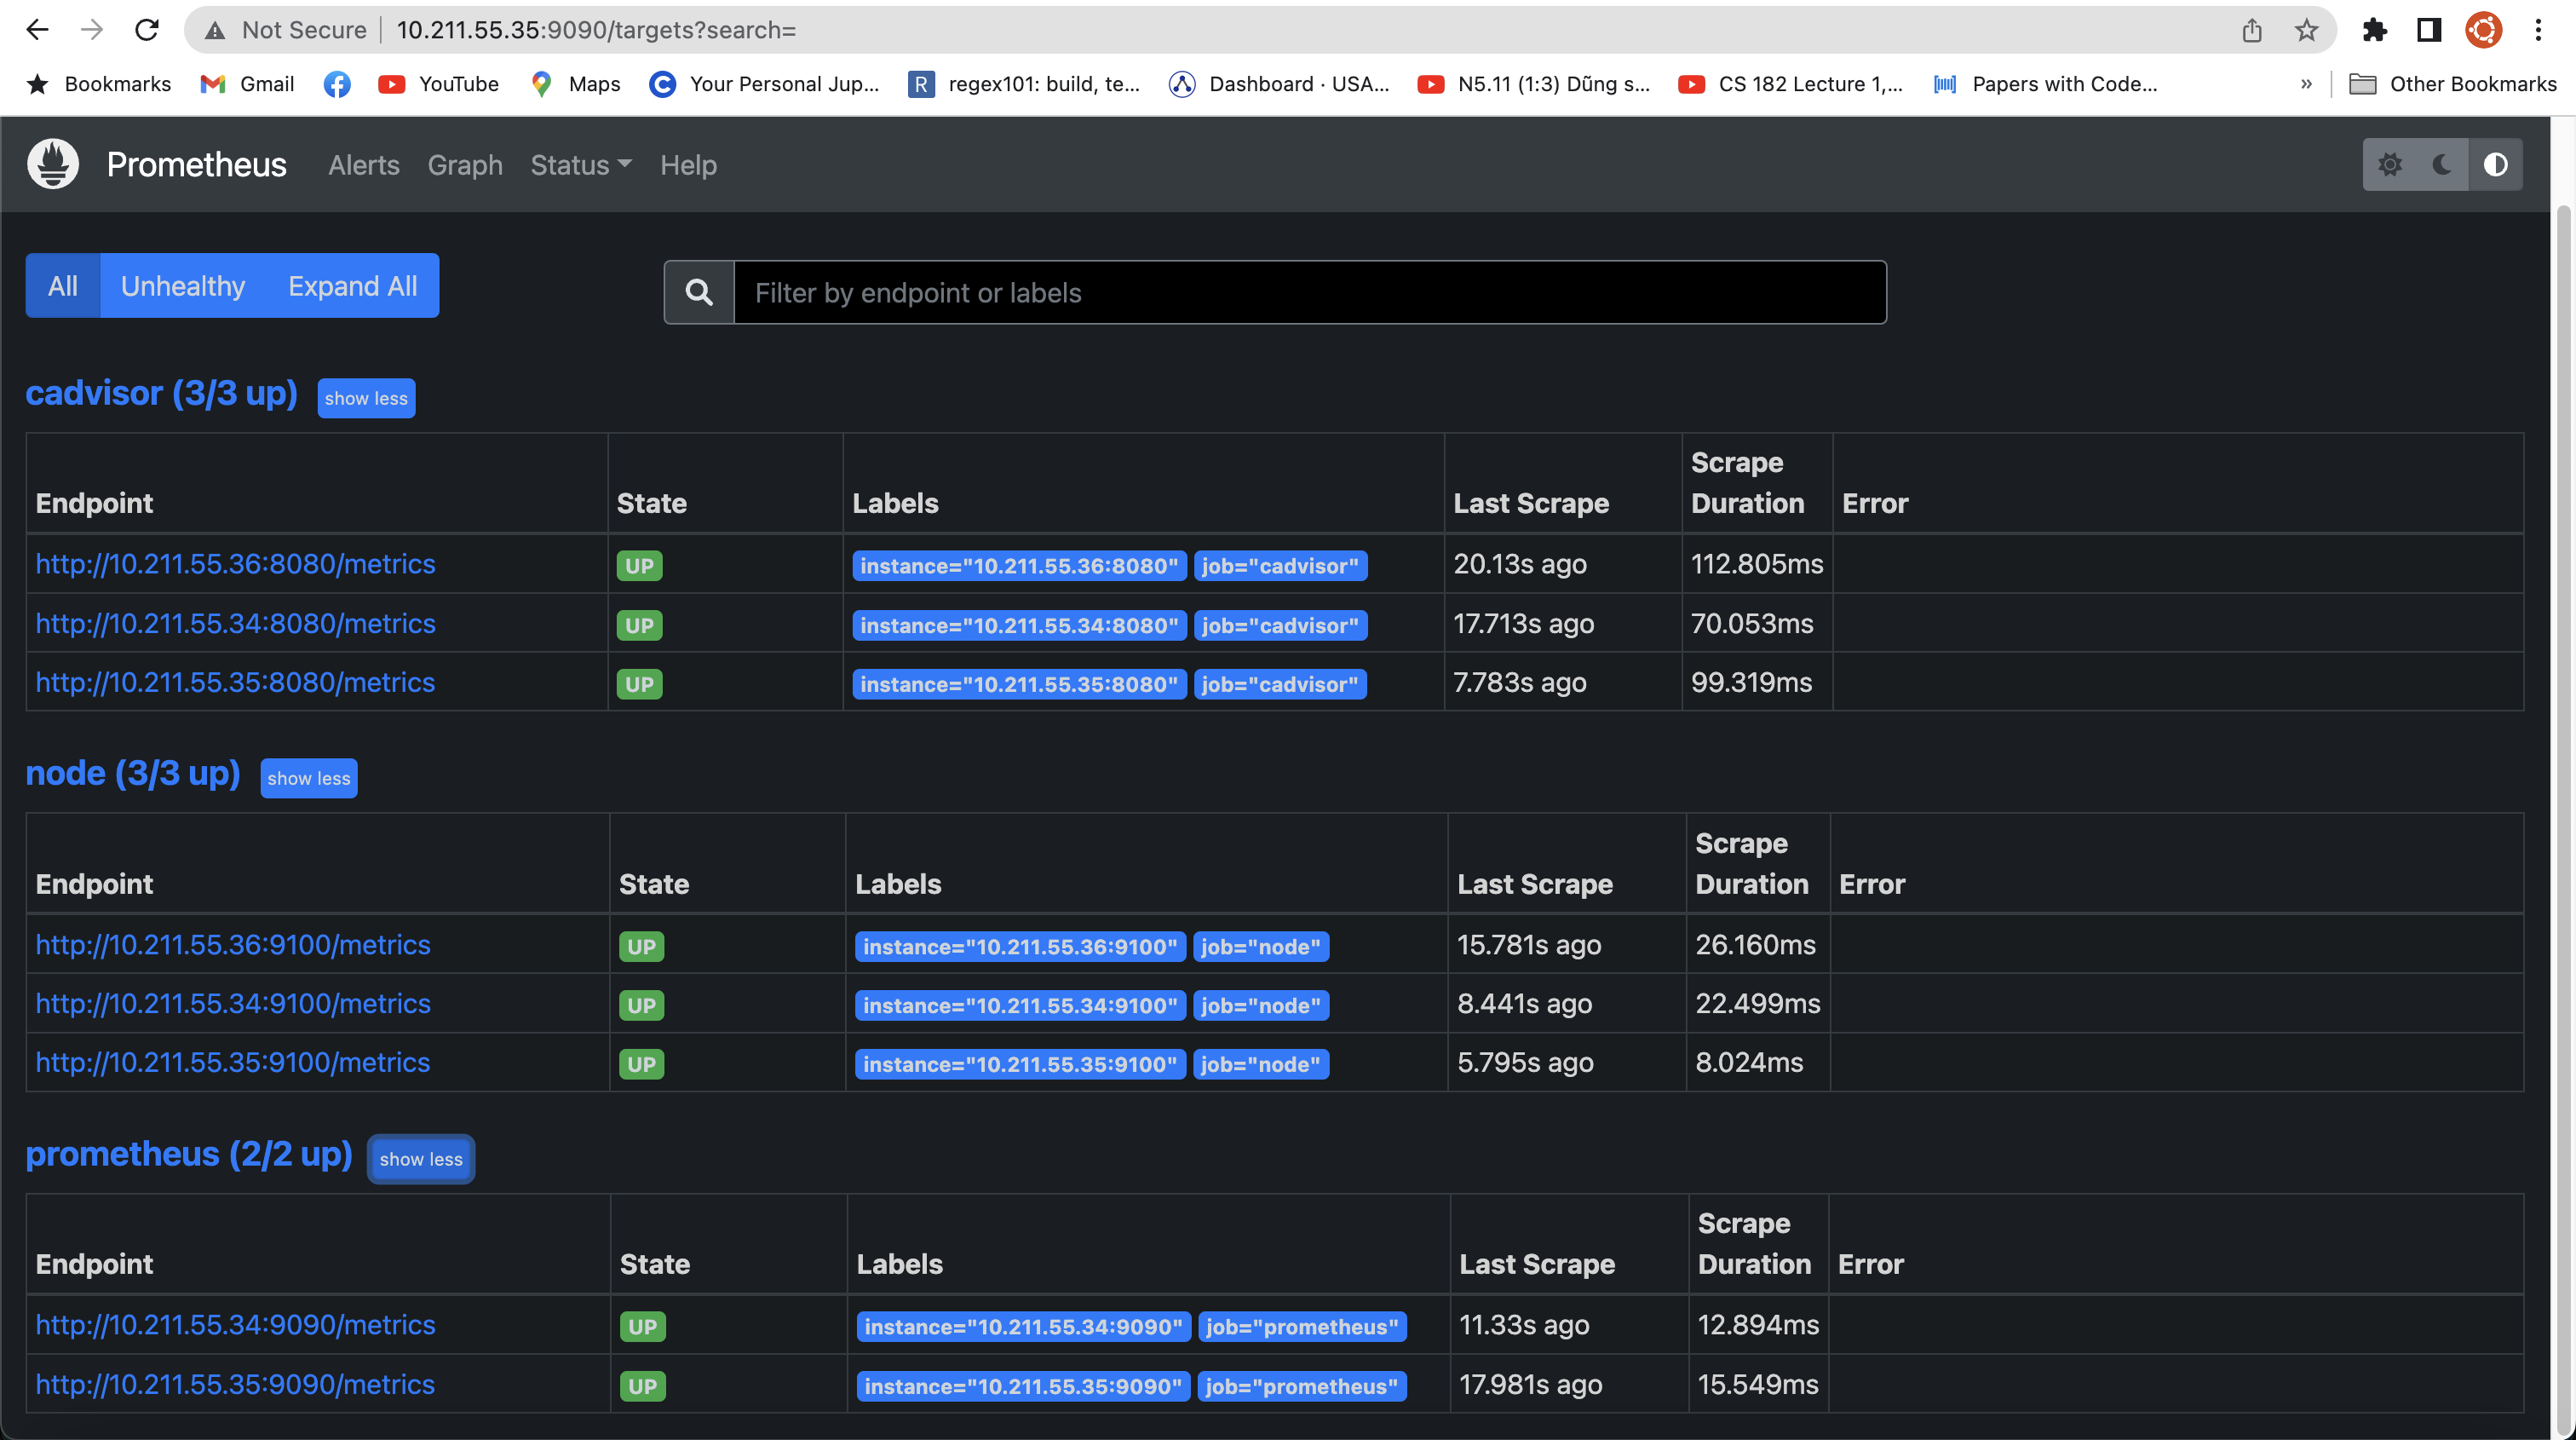 Not Secure 10.211.55.35:9090/targets?search=
Bookmarks Gmail YouTube Maps Your Personal Jup... regex101: build, te... Dashboard · USA... N5.11 (1:3) Dũng s... CS 182 Lecture 1,... Papers with Code... » Other Bookmarks
Prometheus Alerts Graph Status Help
All Unhealthy Expand All Filter by endpoint or labels
cadvisor (3/3 up) show less
Endpoint State Labels Last Scrape Scrape Duration Error
http://10.211.55.36:8080/metrics UP instance="10.211.55.36:8080" job="cadvisor" 20.13s ago 112.805ms
http://10.211.55.34:8080/metrics UP instance="10.211.55.34:8080" job="cadvisor" 17.713s ago 70.053ms
http://10.211.55.35:8080/metrics UP instance="10.211.55.35:8080" job="cadvisor" 7.783s ago 99.319ms
node (3/3 up) show less
Endpoint State Labels Last Scrape Scrape Duration Error
http://10.211.55.36:9100/metrics UP instance="10.211.55.36:9100" job="node" 15.781s ago 26.160ms
http://10.211.55.34:9100/metrics UP instance="10.211.55.34:9100" job="node" 8.441s ago 22.499ms
http://10.211.55.35:9100/metrics UP instance="10.211.55.35:9100" job="node" 5.795s ago 8.024ms
prometheus (2/2 up) show less
Endpoint State Labels Last Scrape Scrape Duration Error
http://10.211.55.34:9090/metrics UP instance="10.211.55.34:9090" job="prometheus" 11.33s ago 12.894ms
http://10.211.55.35:9090/metrics UP instance="10.211.55.35:9090" job="prometheus" 17.981s ago 15.549ms